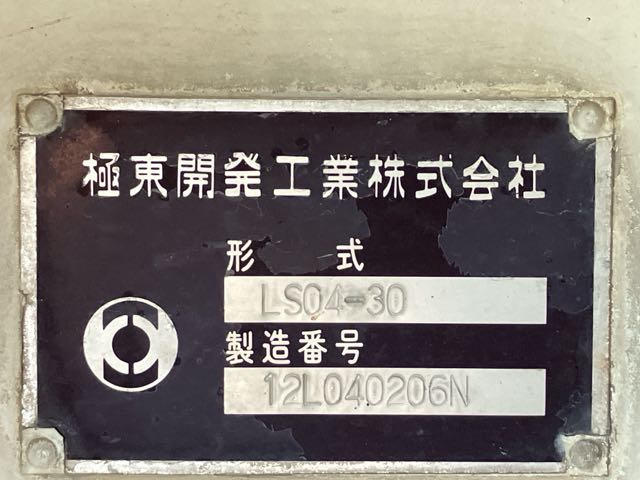 極東開発工業株式会社
形 式
LS04-30
製造番号
12L040206N